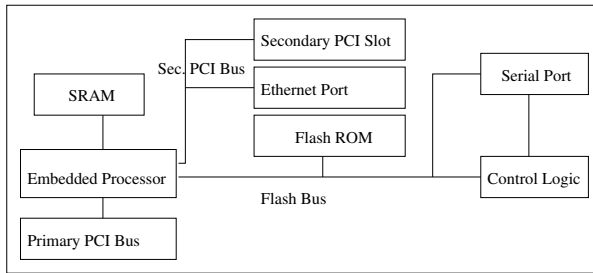 Secondary PCI Slot
Sec. PCI Bus
Ethernet Port
Serial Port
SRAM
Flash ROM
Embedded Processor
Control Logic
Flash Bus
Primary PCI Bus